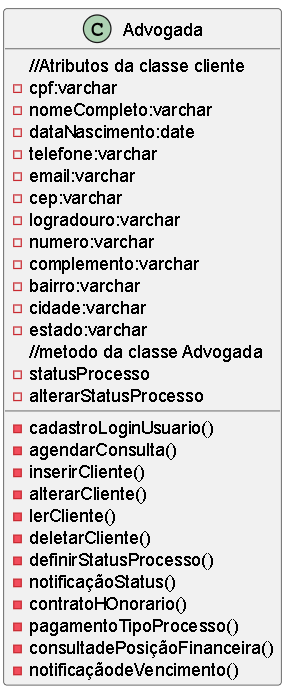 C Advogada
//Atributos da classe cliente
cpf:varchar
nomeCompleto:varchar
dataNascimento:date
telefone:varchar
email:varchar
cep:varchar
logradouro:varchar
numero:varchar
complemento:varchar
bairro:varchar
cidade:varchar
estado:varchar
//metodo da classe Advogada
statusProcesso
alterarStatusProcesso
cadastroLoginUsuario()
agendarConsulta()
inserirCliente()
alterarCliente()
lerCliente()
deletarCliente()
definirStatusProcesso()
notificaçãoStatus()
contratoHOnorario()
pagamentoTipoProcesso()
consultadePosiçãoFinanceira()
notificaçãodeVencimento()